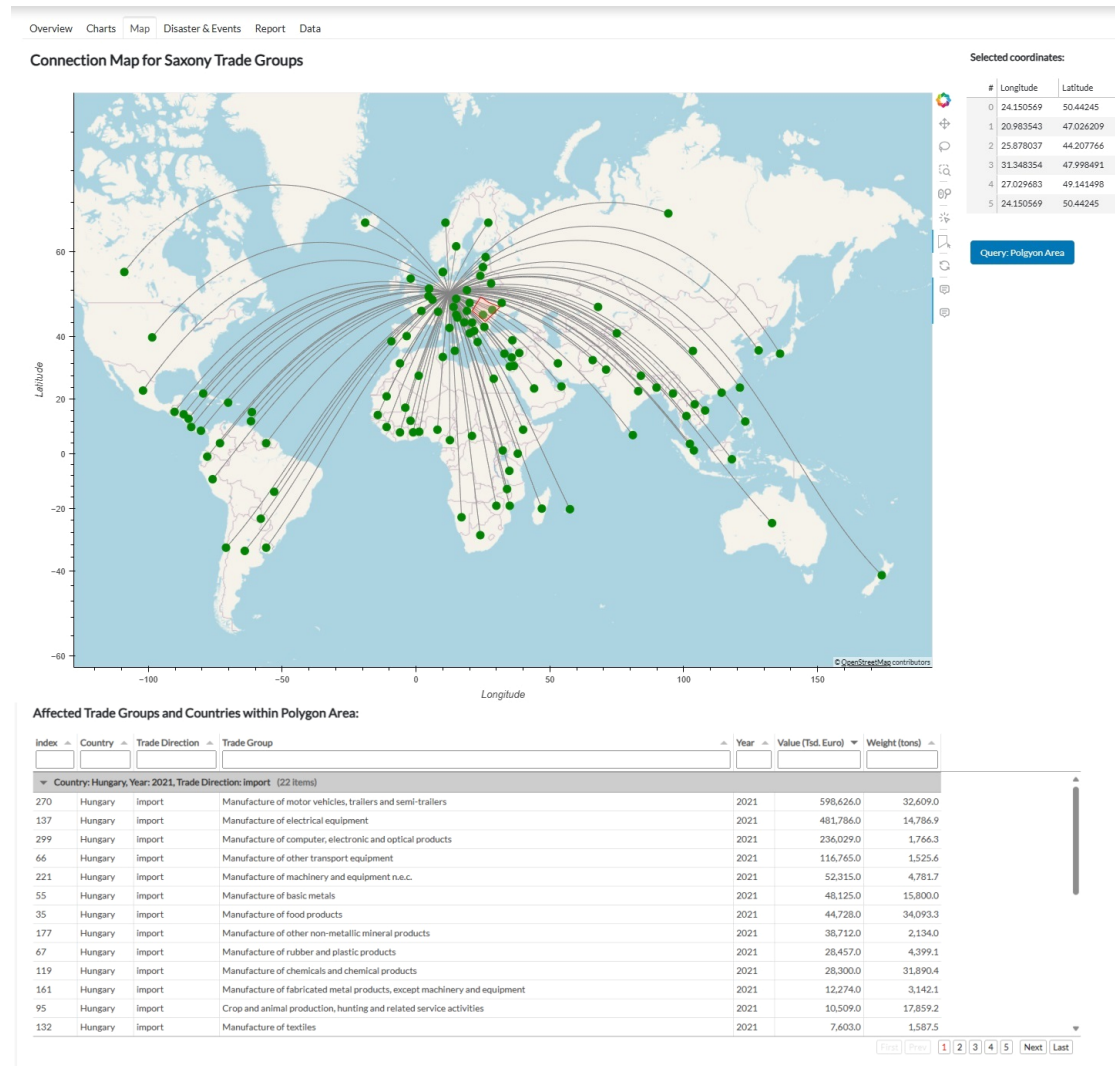 Overview Charts Map Disaster & Events Report Data
Connection Map for Saxony Trade Groups
Selected coordinates:
# Longitude Latitude
0 24.150569 50.44245
1 20.983543 47.026209
2 25.878037 44.207766
3 31.348354 47.998491
4 27.029683 49.141498
5 24.150569 50.44245
Query: Polgyon Area
60
40
20
0
−20
−40
−60
Latitude
© OpenStreetMap contributors
−100 −50 0 50 100 150
Longitude
Affected Trade Groups and Countries within Polygon Area:
index Country Trade Direction Trade Group Year Value (Tsd. Euro) Weight (tons)
Country: Hungary, Year: 2021, Trade Direction: import (22 items)
270 Hungary import Manufacture of motor vehicles, trailers and semi-trailers 2021 598,626.0 32,609.0
137 Hungary import Manufacture of electrical equipment 2021 481,786.0 14,786.9
299 Hungary import Manufacture of computer, electronic and optical products 2021 236,029.0 1,766.3
66 Hungary import Manufacture of other transport equipment 2021 116,765.0 1,525.6
221 Hungary import Manufacture of machinery and equipment n.e.c. 2021 52,315.0 4,781.7
55 Hungary import Manufacture of basic metals 2021 48,125.0 15,800.0
35 Hungary import Manufacture of food products 2021 44,728.0 34,093.3
177 Hungary import Manufacture of other non-metallic mineral products 2021 38,712.0 2,134.0
67 Hungary import Manufacture of rubber and plastic products 2021 28,457.0 4,399.1
119 Hungary import Manufacture of chemicals and chemical products 2021 28,300.0 31,890.4
161 Hungary import Manufacture of fabricated metal products, except machinery and equipment 2021 12,274.0 3,142.1
95 Hungary import Crop and animal production, hunting and related service activities 2021 10,509.0 17,859.2
132 Hungary import Manufacture of textiles 2021 7,603.0 1,587.5
First Prev 1 2 3 4 5 Next Last